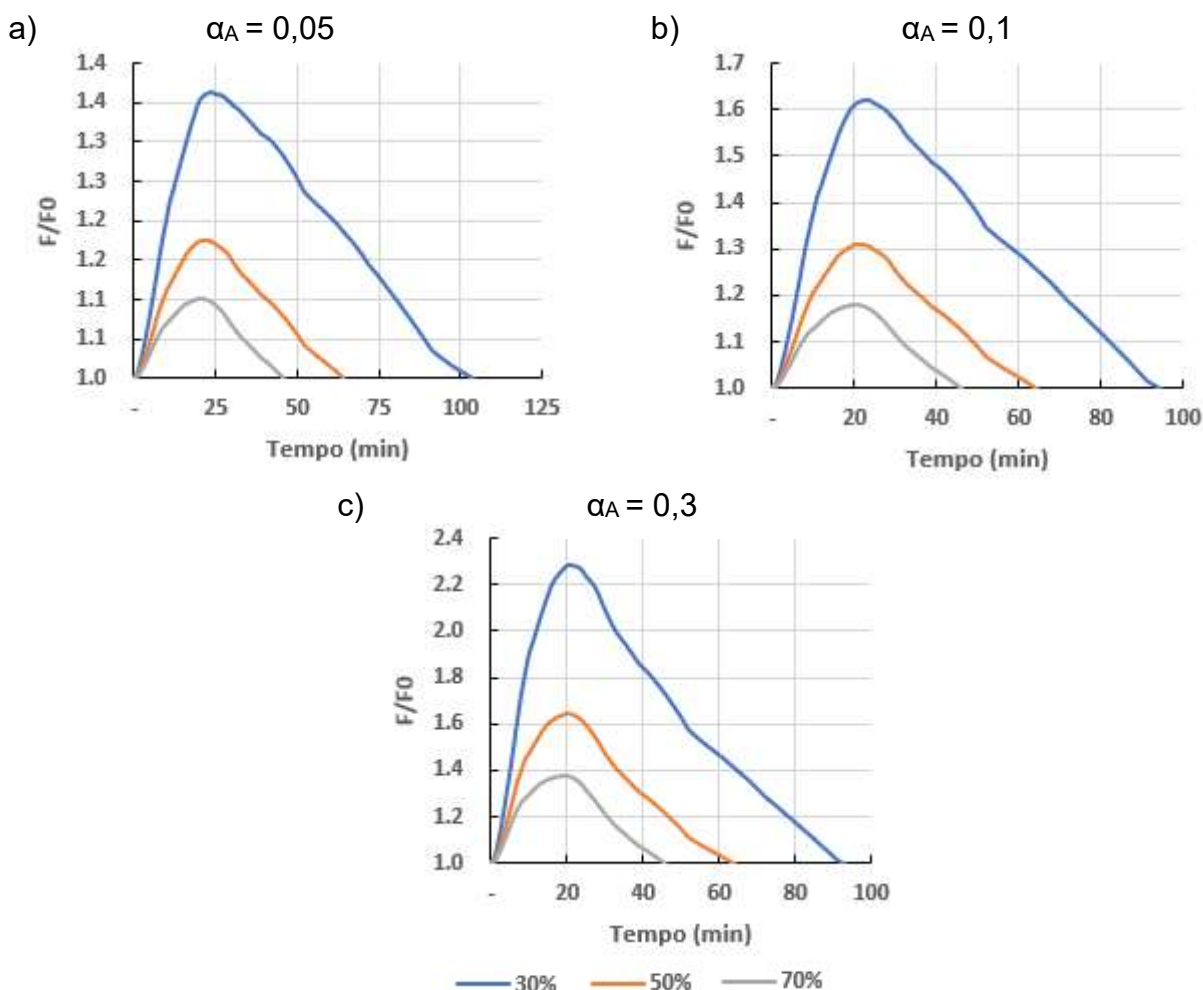 a) αA = 0,05
1.4
1.4
1.3
1.3
1.2
1.2
1.1
1.1
1.0
F/F0
- 25 50 75 100 125
Tempo (min)
b) αA = 0,1
1.7
1.6
1.5
1.4
1.3
1.2
1.1
1.0
F/F0
- 20 40 60 80 100
Tempo (min)
c) αA = 0,3
2.4
2.2
2.0
1.8
1.6
1.4
1.2
1.0
F/F0
- 20 40 60 80 100
Tempo (min)
30% 50% 70%